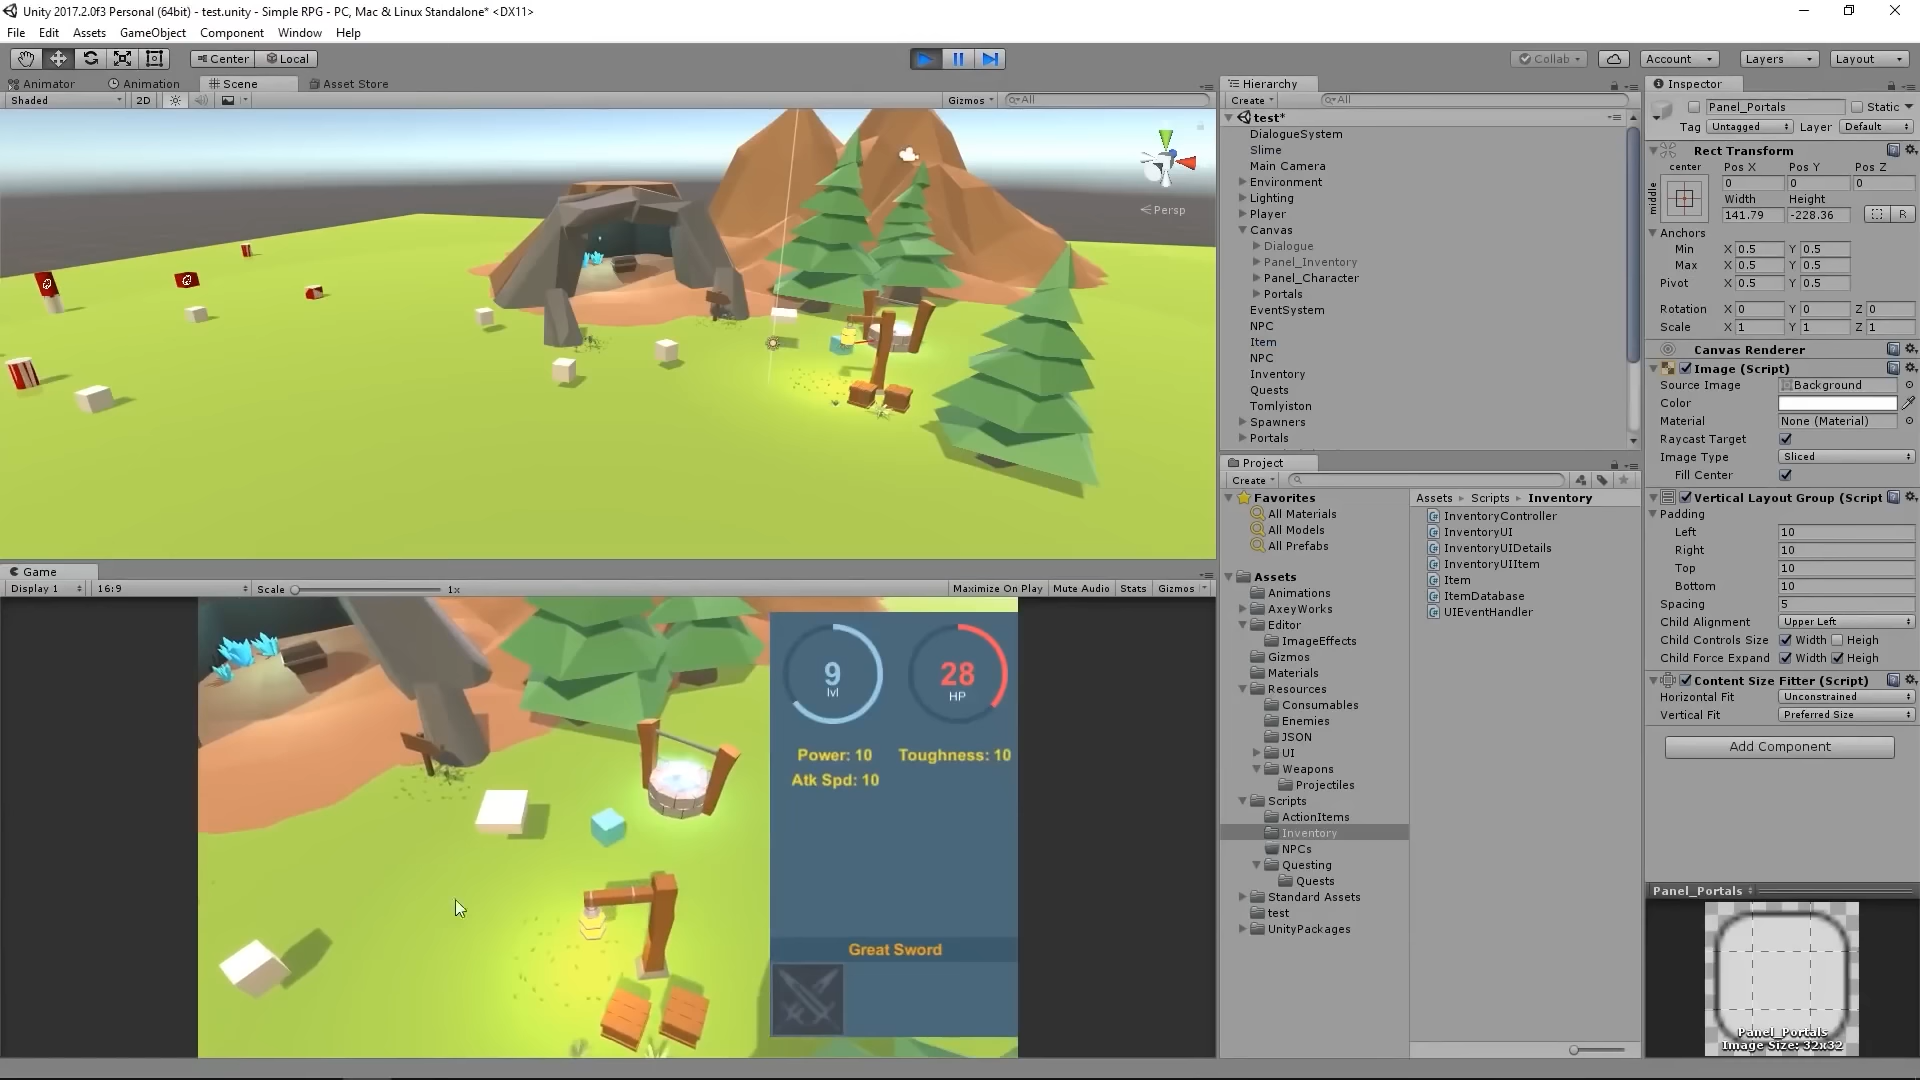 Unity 2017.2.0f3 Personal (64bit) - test.unity - Simple RPG - PC, Mac & Linux Standalone* <DX11>
File Edit Assets GameObject Component Window Help
Center Local
Collab Account Layers Layout
Animator Animation Scene Asset Store
Shaded 2D Gizmos All
Persp
Game
Display 1 16:9 Scale 1x Maximize On Play Mute Audio Stats Gizmos
9
lvl
28
HP
Power: 10 Toughness: 10
Atk Spd: 10
Great Sword
Hierarchy
Create All
test*
DialogueSystem
Slime
Main Camera
Environment
Lighting
Player
Canvas
Dialogue
Panel_Inventory
Panel_Character
Portals
EventSystem
NPC
Item
NPC
Inventory
Quests
Tomlyiston
Spawners
Portals
Project
Create
Favorites
All Materials
All Models
All Prefabs
Assets
Animations
AxeyWorks
Editor
ImageEffects
Gizmos
Materials
Resources
Consumables
Enemies
JSON
UI
Weapons
Projectiles
Scripts
ActionItems
Inventory
NPCs
Questing
Quests
Standard Assets
test
UnityPackages
Assets Scripts Inventory
InventoryController
InventoryUI
InventoryUIDetails
InventoryUIItem
Item
ItemDatabase
UIEventHandler
Inspector
Panel_Portals Static
Tag Untagged Layer Default
Rect Transform
center Pos X Pos Y Pos Z
middle 0 0 0
Width Height
141.79 -228.36 R
Anchors
Min X 0.5 Y 0.5
Max X 0.5 Y 0.5
Pivot X 0.5 Y 0.5
Rotation X 0 Y 0 Z 0
Scale X 1 Y 1 Z 1
Canvas Renderer
Image (Script)
Source Image Background
Color
Material None (Material)
Raycast Target
Image Type Sliced
Fill Center
Vertical Layout Group (Script
Padding
Left 10
Right 10
Top 10
Bottom 10
Spacing 5
Child Alignment Upper Left
Child Controls Size Width Heigh
Child Force Expand Width Heigh
Content Size Fitter (Script)
Horizontal Fit Unconstrained
Vertical Fit Preferred Size
Add Component
Panel_Portals
Panel_Portals
Image Size: 32x32